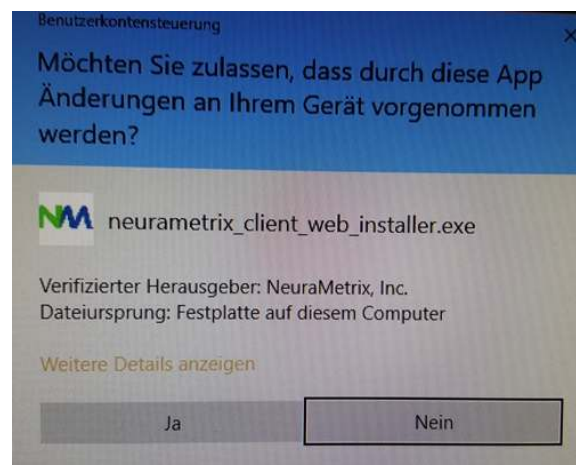 Benutzerkontensteuerung
Möchten Sie zulassen, dass durch diese App
Änderungen an Ihrem Gerät vorgenommen
werden?
NM neurametrix_client_web_installer.exe
Verifizierter Herausgeber: NeuraMetrix, Inc.
Dateiursprung: Festplatte auf diesem Computer
Weitere Details anzeigen
Ja Nein